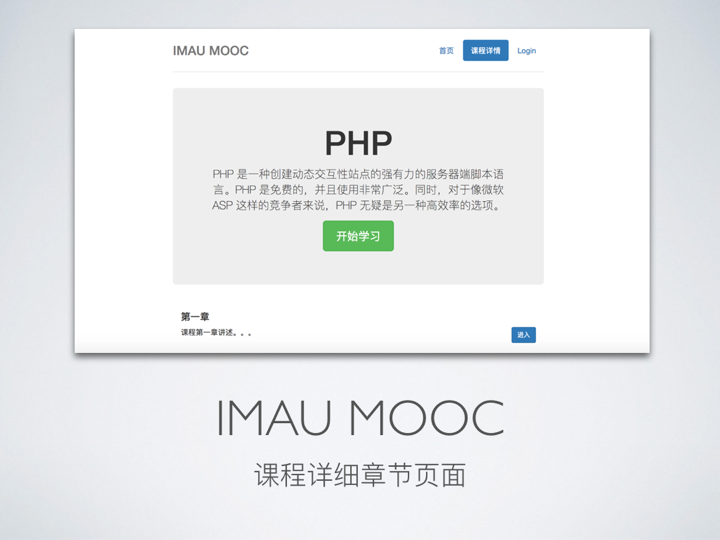 IMAU MOOC
首页 课程详情 Login
PHP
PHP 是一种创建动态交互性站点的强有力的服务器端脚本语
言。PHP 是免费的，并且使用非常广泛。同时，对于像微软
ASP 这样的竞争者来说，PHP 无疑是另一种高效率的选项。
开始学习
第一章
课程第一章讲述。。。
进入
IMAU MOOC
课程详细章节页面